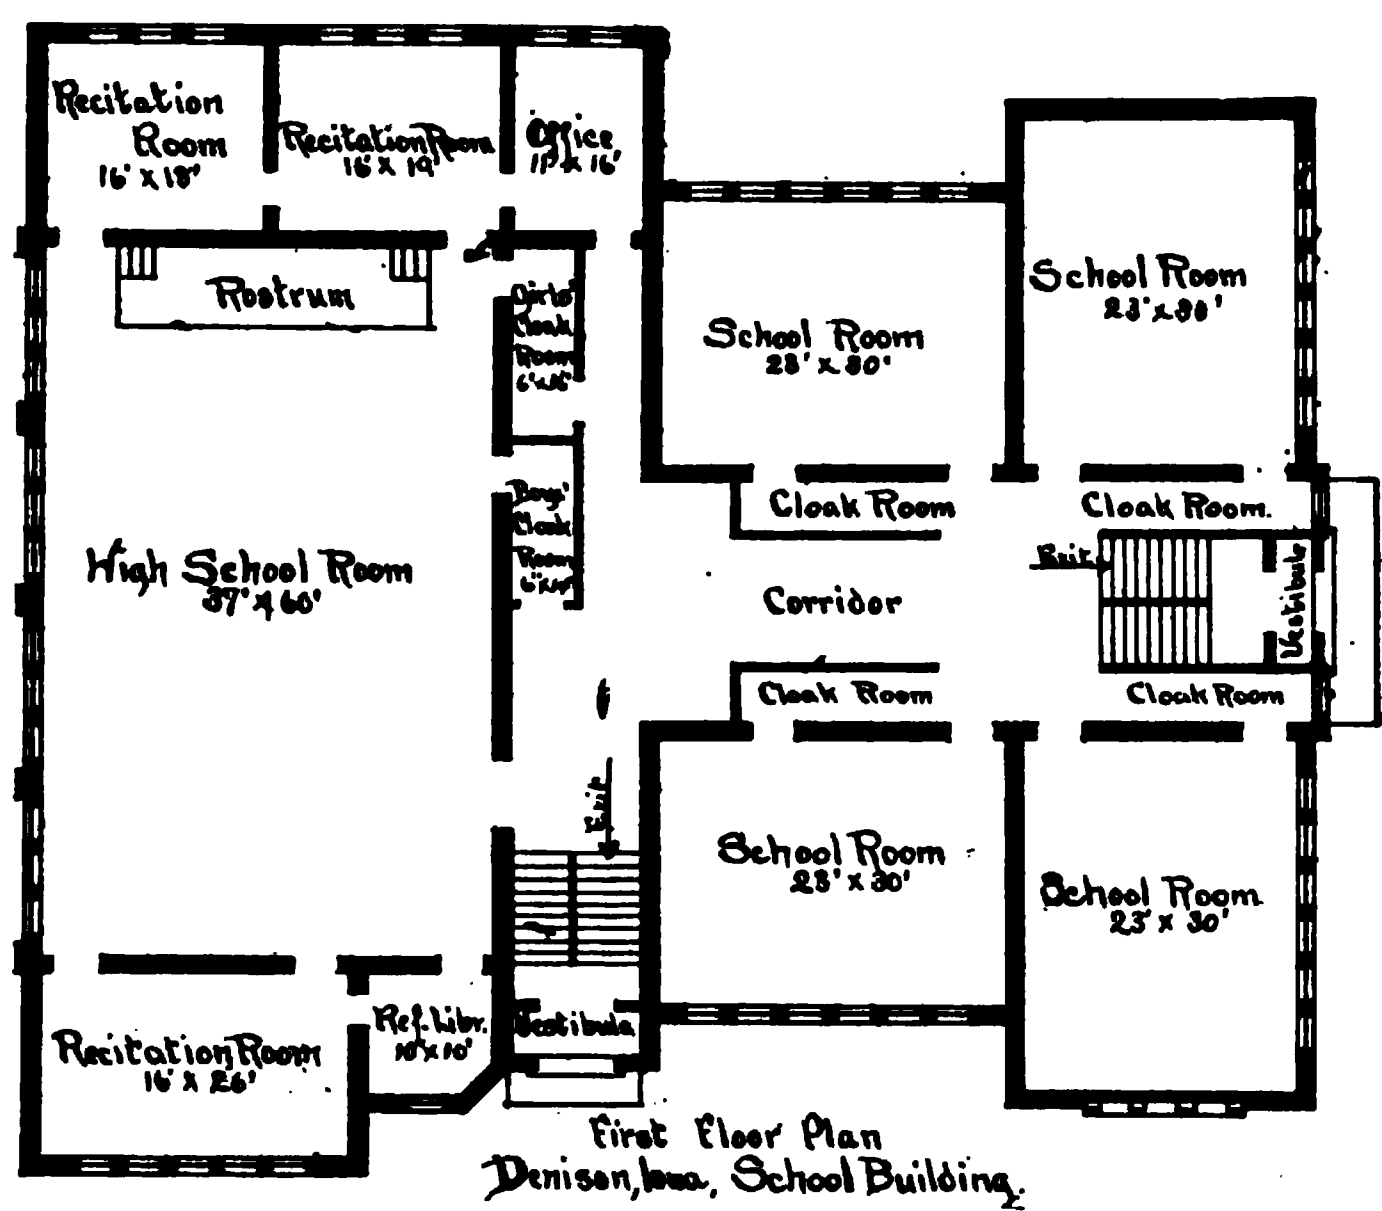 Recitation
Room
16' x 18'
Recitation Room
16' x 19'
Office
11' x 16'
Rostrum
Girls'
Cloak
Room
6' x 16'
School Room
23' x 30'
School Room
23' x 30'
Boys'
Cloak
Room
Cloak Room
Cloak Room.
Exit
Vestibule
High School Room
37' x 60'
Corridor
Cloak Room
Cloak Room
Exit
School Room
23' x 30'
School Room
23' x 30'
Recitation Room
16' x 26'
Ref. Libr.
10' x 10'
Vestibula
First Floor Plan
Denison, Iowa, School Building.